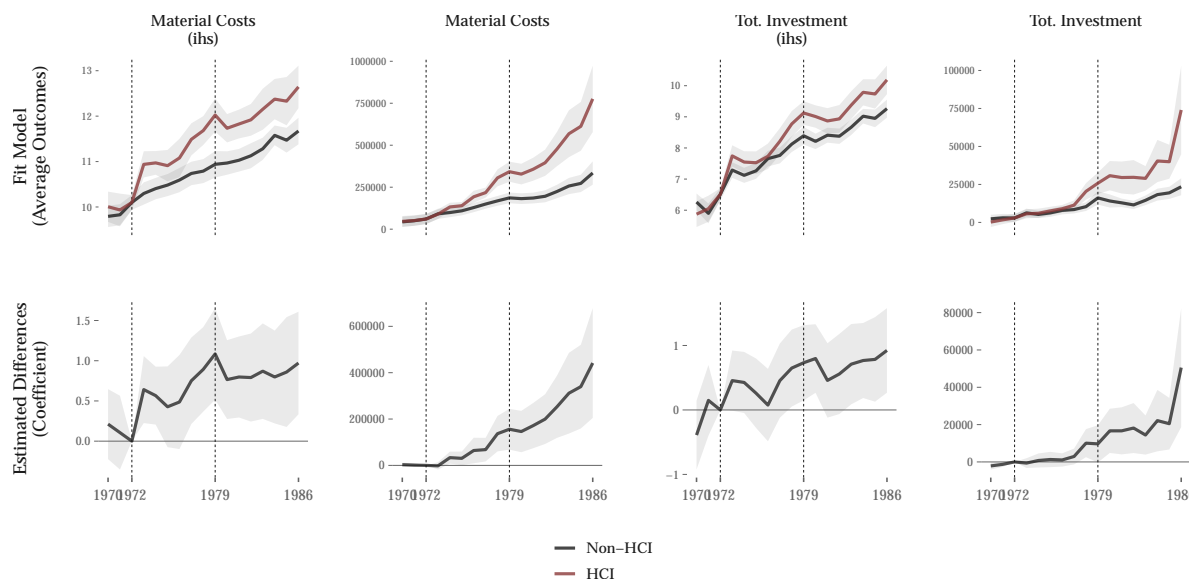 Material Costs
(ihs)
Material Costs
Tot. Investment
(ihs)
Tot. Investment
Fit Model
(Average Outcomes)
13
12
11
10
1000000
750000
500000
250000
0
10
9
8
7
6
100000
75000
50000
25000
0
Estimated Differences
(Coefficient)
1.5
1.0
0.5
0.0
600000
400000
200000
0
1
0
−1
80000
60000
40000
20000
0
1970 1972 1979 1986
1970 1972 1979 1986
1970 1972 1979 1986
1970 1972 1979 198
Non−HCI
HCI